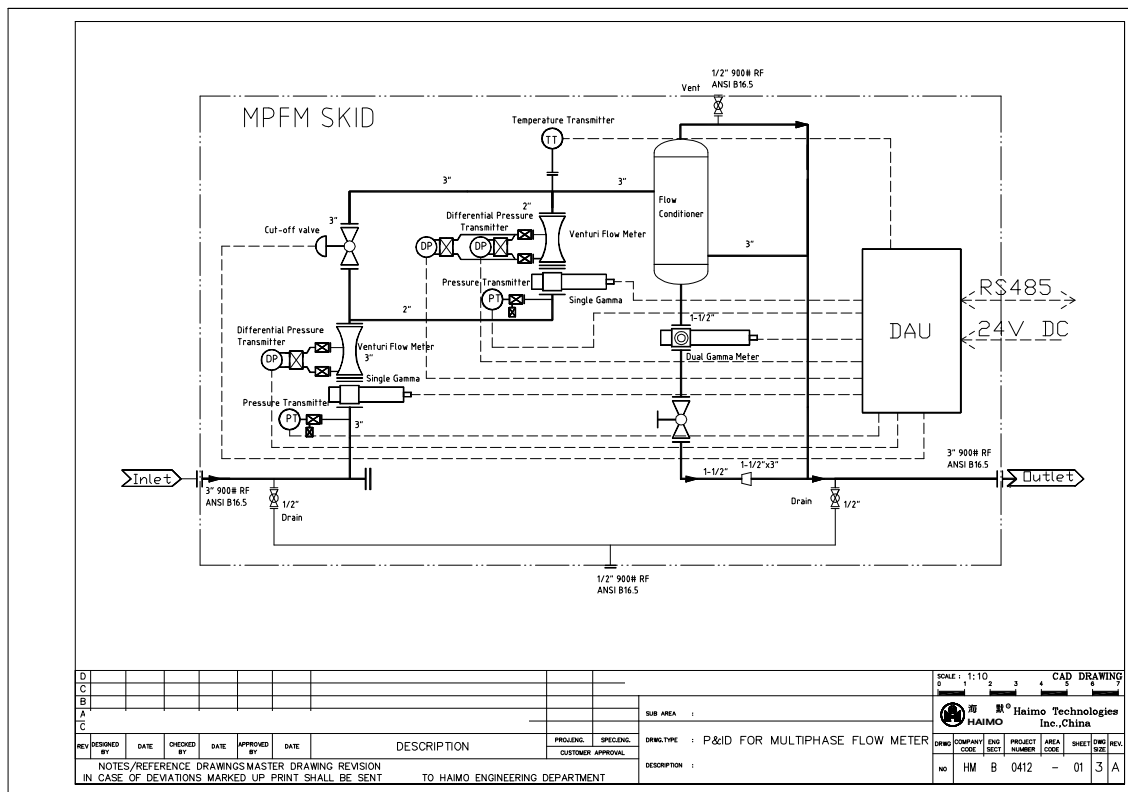 1/2" 900# RF
ANSI B16.5
Vent
MPFM SKID
Temperature Transmitter
TT
3"
3"
2"
3"
Flow
Conditioner
Differential Pressure
Transmitter
Cut-off valve
DP
DP
Venturi Flow Meter
3"
Pressure Transmitter
PT
Single Gamma
2"
1-1/2"
DAU
RS485
24V DC
Differential Pressure
Transmitter
DP
Venturi Flow Meter
3"
Single Gamma
Dual Gamma Meter
Pressure Transmitter
PT
3"
Inlet
3" 900# RF
ANSI B16.5
1/2"
Drain
1-1/2"
1-1/2"x3"
Drain
1/2"
3" 900# RF
ANSI B16.5
Outlet
1/2" 900# RF
ANSI B16.5
D
C
B
A
C
REV
DESIGNED BY
DATE
CHECKED BY
DATE
APPROVED BY
DATE
DESCRIPTION
PROJ.ENG.
SPEC.ENG.
CUSTOMER APPROVAL
NOTES/REFERENCE DRAWINGS MASTER DRAWING REVISION
IN CASE OF DEVIATIONS MARKED UP PRINT SHALL BE SENT TO HAIMO ENGINEERING DEPARTMENT
SUB AREA :
DRWG.TYPE : P&ID FOR MULTIPHASE FLOW METER
DESCRIPTION :
SCALE : 1:10 CAD DRAWING
0 1 2 3 4 5 6 7
海 默®
HAIMO
Haimo Technologies
Inc.,China
DRWG COMPANY CODE ENG SECT PROJECT NUMBER AREA CODE SHEET DWG SIZE REV.
NO HM B 0412 - 01 3 A